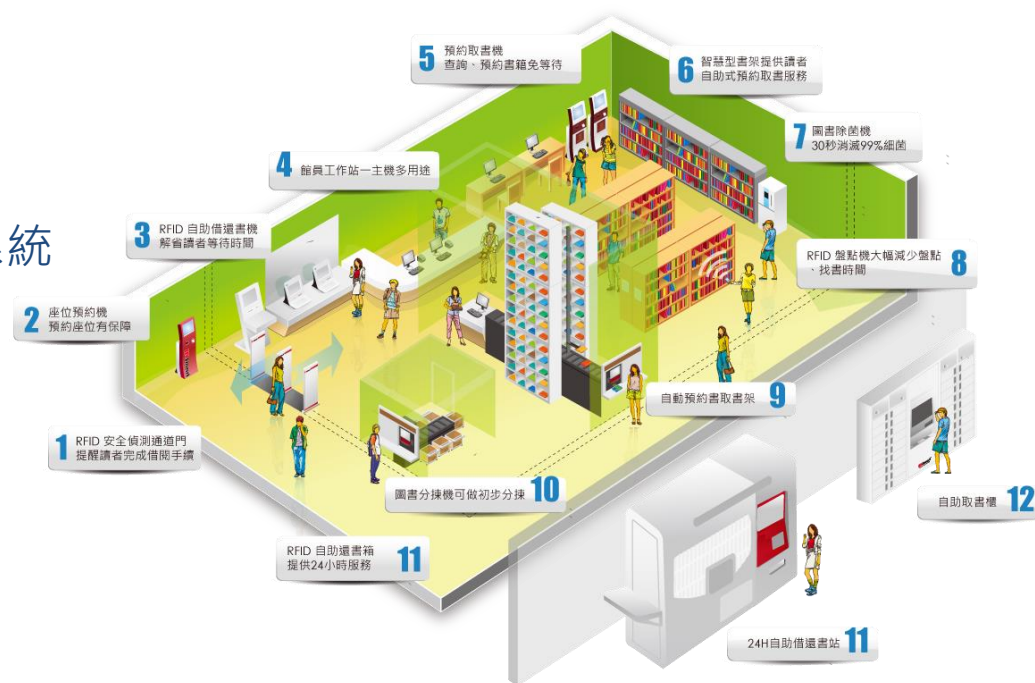 統
1 RFID 安全偵測通道門
提醒讀者完成借閱手續
2 座位預約機
預約座位有保障
3 RFID 自助借還書機
解省讀者等待時間
4 館員工作站一主機多用途
5 預約取書機
查詢、預約書籍免等待
6 智慧型書架提供讀者
自助式預約取書服務
7 圖書除菌機
30秒消滅99%細菌
RFID 盤點機大幅減少盤點 8
、找書時間
自動預約書取書架 9
圖書分揀機可做初步分揀 10
RFID 自助還書箱 11
提供24小時服務
24H自助借還書站 11
自助取書櫃 12